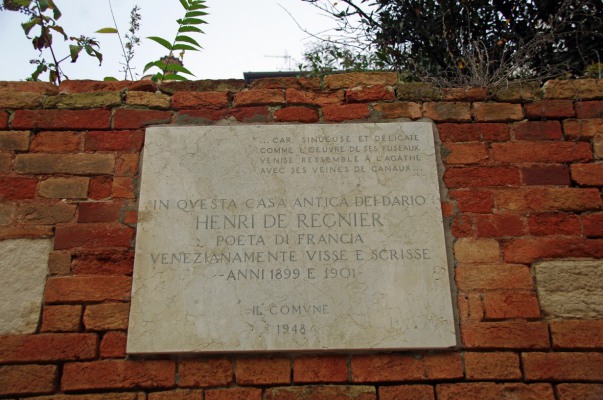 ... CAR, SINUEUSE ET DELICATE
COMME L'OEUVRE DE SES FUSEAUX,
VENISE RESSEMBLE À L'AGATHE
AVEC SES VEINES DE CANAUX ...
IN QVESTA CASA ANTICA DEI DARIO
HENRI DE REGNIER
POETA DI FRANCIA
VENEZIANAMENTE VISSE E SCRISSE
-ANNI 1899 E 1901-
IL COMVNE
1948